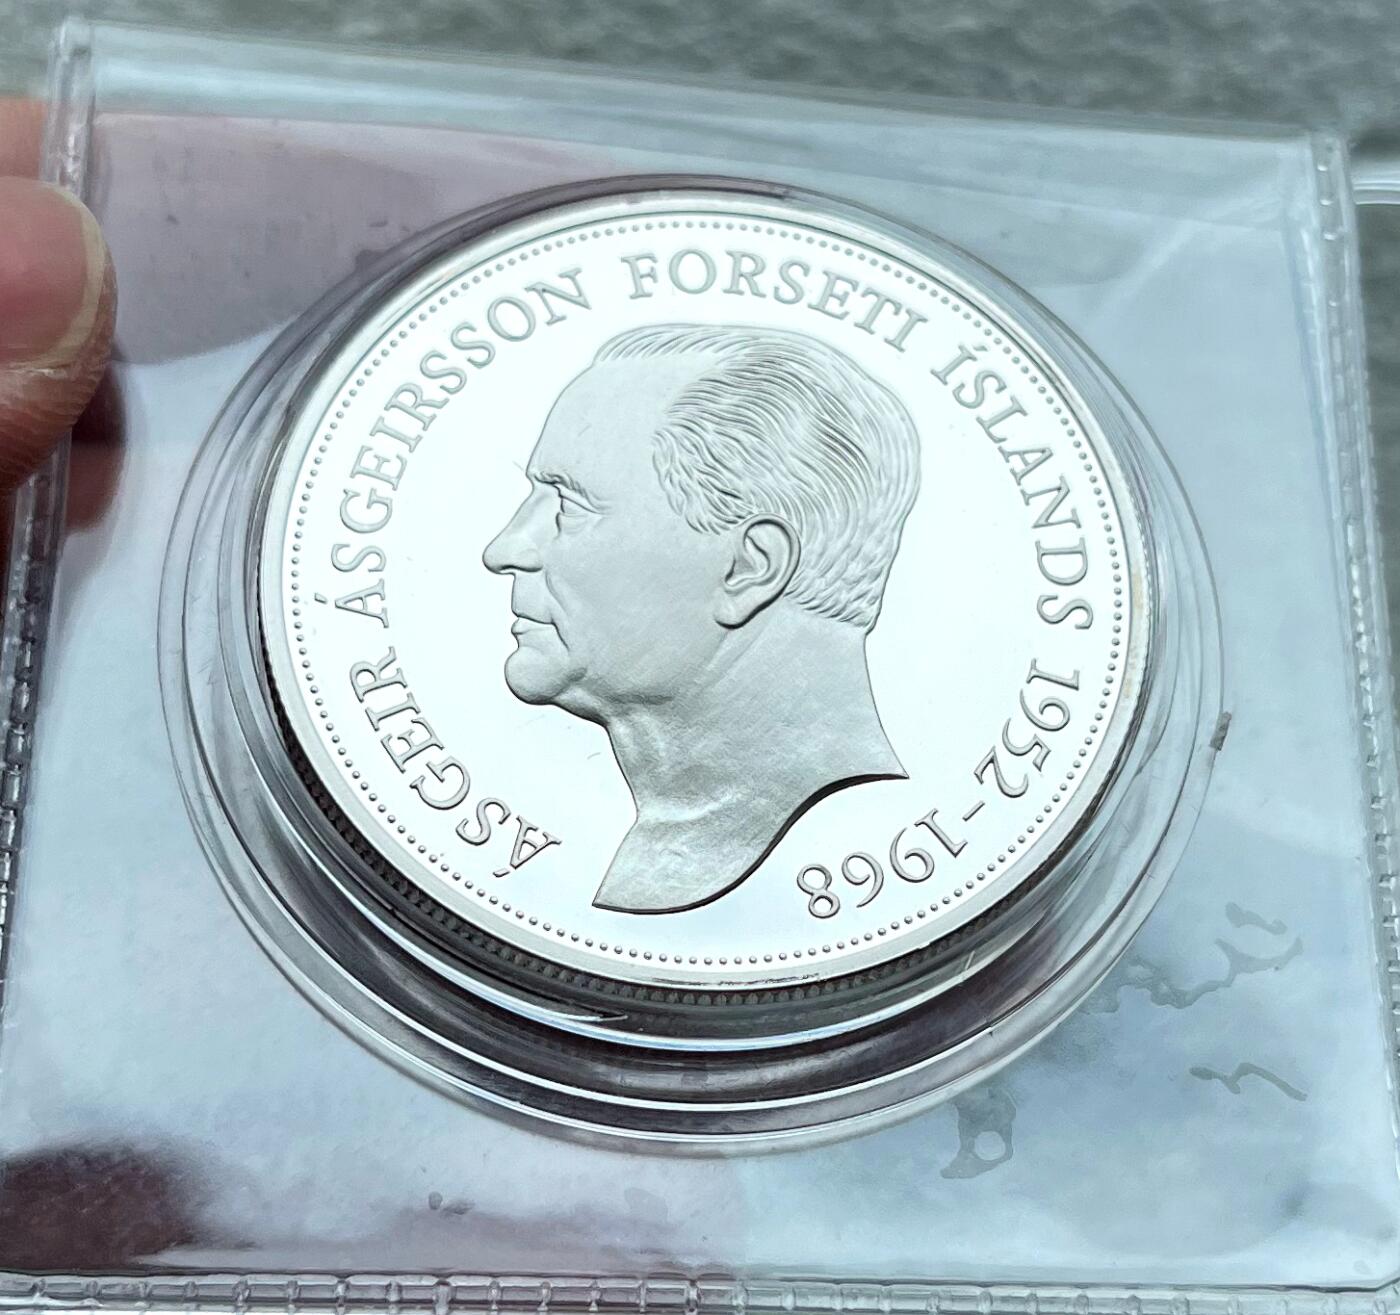 ÁSGEIR ÁSGEIRSSON FORSETI ÍSLANDS 1952-1968